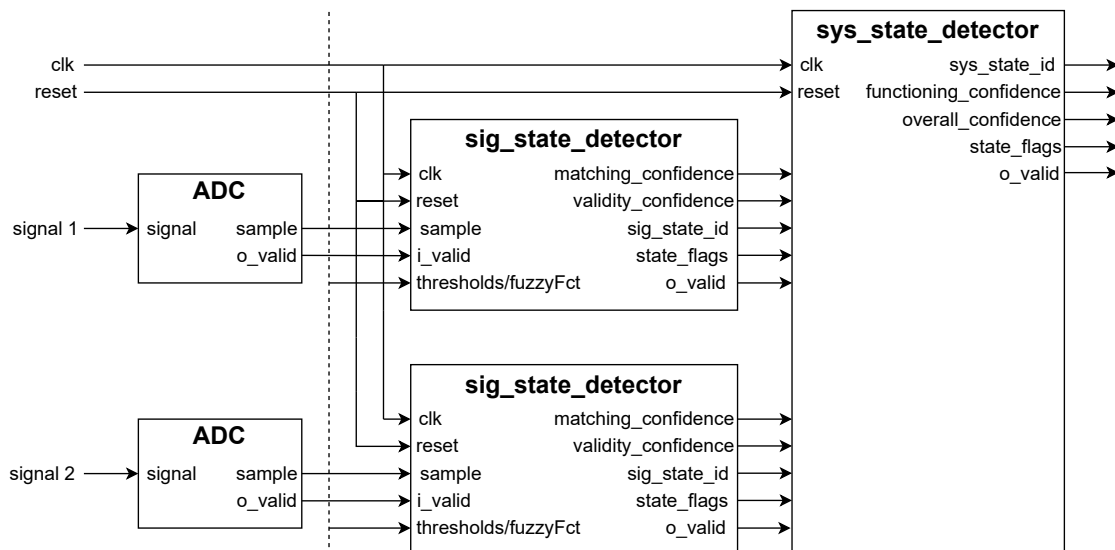 sys_state_detector
clk
clk
sys_state_id
reset
reset
functioning_confidence
overall_confidence
state_flags
o_valid
sig_state_detector
clk
matching_confidence
reset
validity_confidence
sample
sig_state_id
i_valid
state_flags
thresholds/fuzzyFct
o_valid
ADC
signal 1
signal
sample
o_valid
sig_state_detector
clk
matching_confidence
reset
validity_confidence
sample
sig_state_id
i_valid
state_flags
thresholds/fuzzyFct
o_valid
ADC
signal 2
signal
sample
o_valid